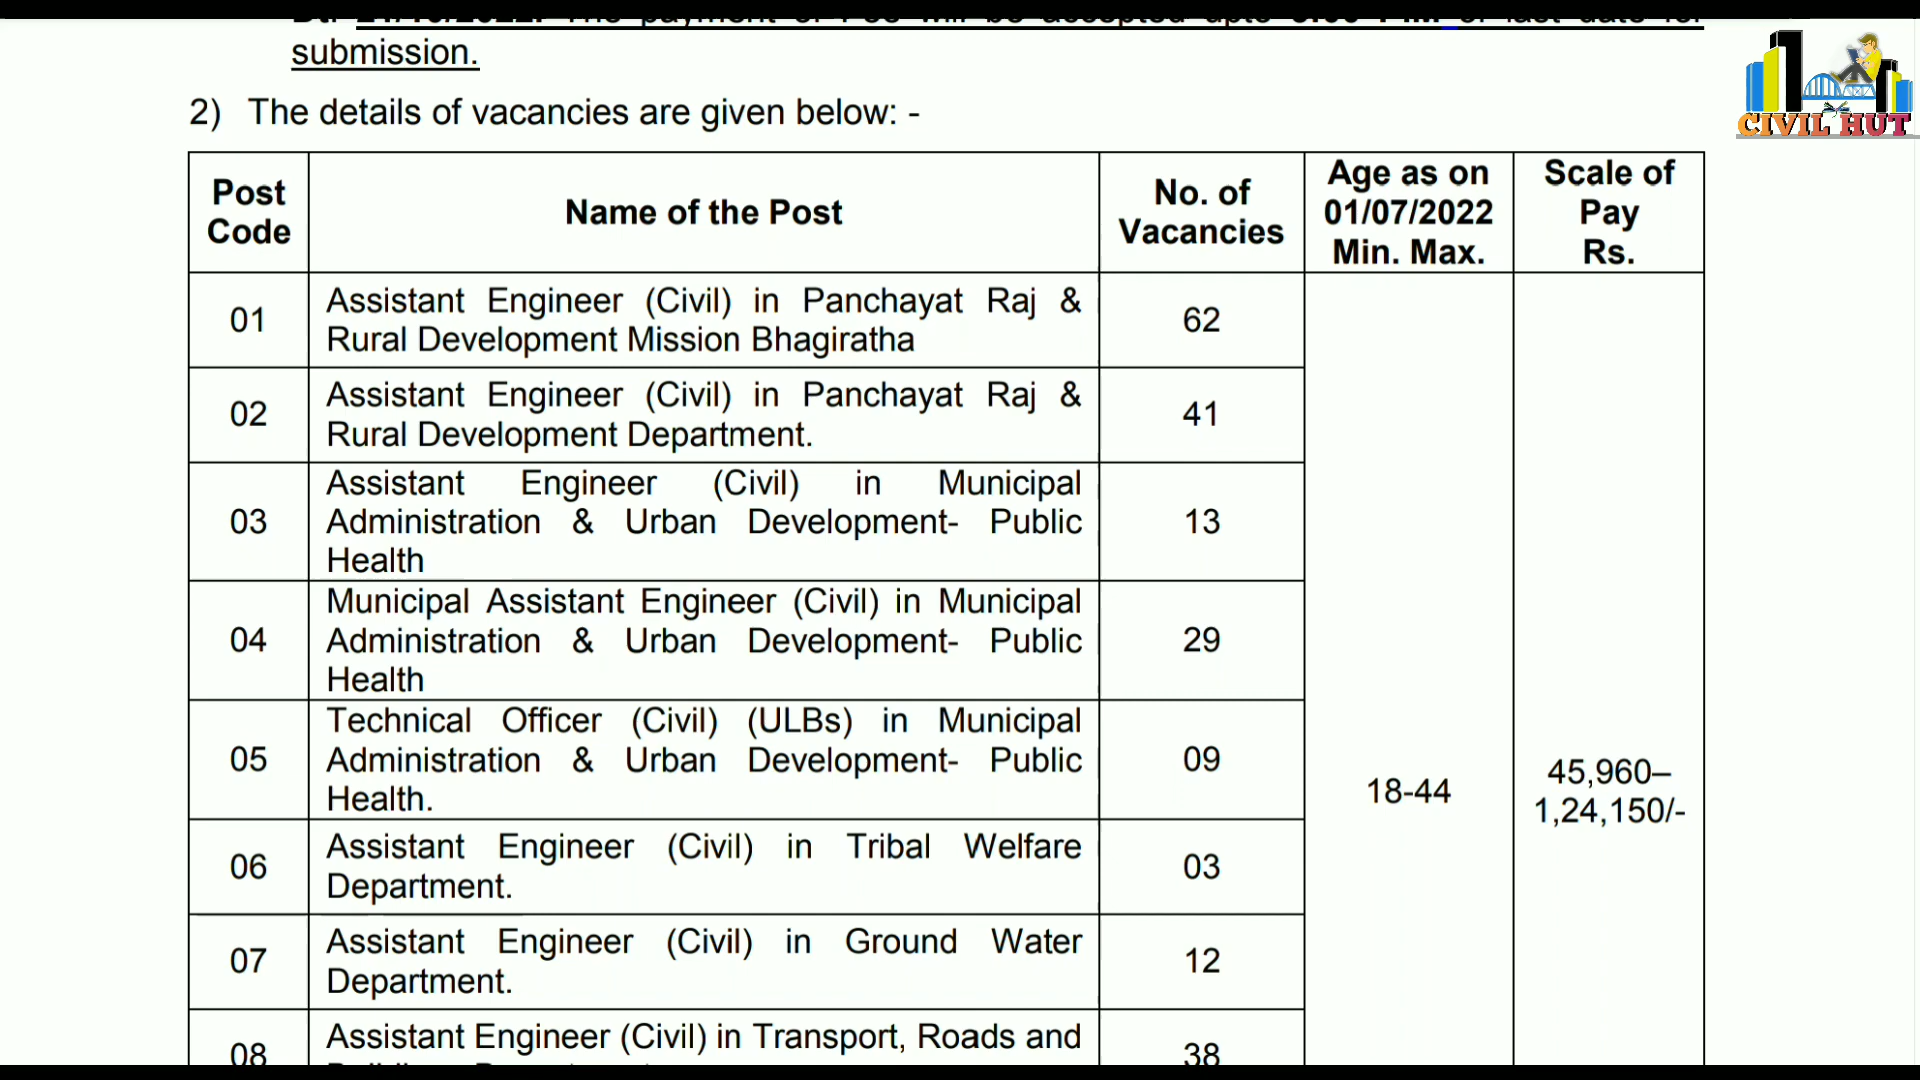 submission.
2) The details of vacancies are given below: -
CIVIL HUT
Post Code
Name of the Post
No. of Vacancies
Age as on 01/07/2022 Min. Max.
Scale of Pay Rs.
01
Assistant Engineer (Civil) in Panchayat Raj &
Rural Development Mission Bhagiratha
62
02
Assistant Engineer (Civil) in Panchayat Raj &
Rural Development Department.
41
03
Assistant Engineer (Civil) in Municipal
Administration & Urban Development- Public
Health
13
04
Municipal Assistant Engineer (Civil) in Municipal
Administration & Urban Development- Public
Health
29
05
Technical Officer (Civil) (ULBs) in Municipal
Administration & Urban Development- Public
Health.
09
18-44
45,960–
1,24,150/-
06
Assistant Engineer (Civil) in Tribal Welfare
Department.
03
07
Assistant Engineer (Civil) in Ground Water
Department.
12
08
Assistant Engineer (Civil) in Transport, Roads and
38